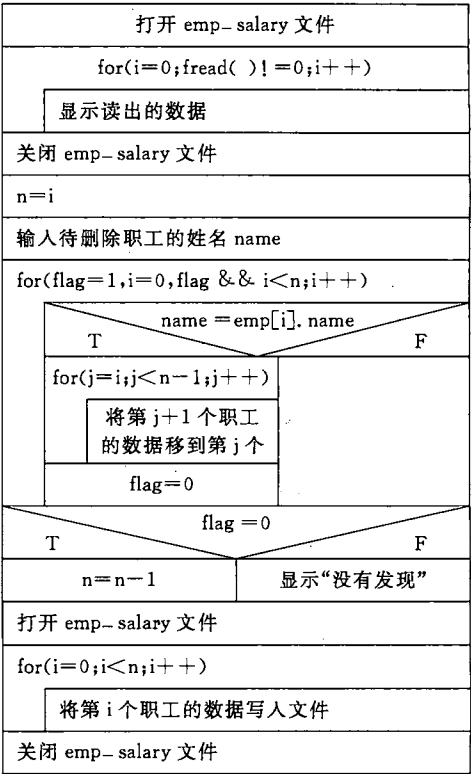 打开 emp_salary 文件
for(i=0;fread( )!=0;i++)
显示读出的数据
关闭 emp_salary 文件
n=i
输入待删除职工的姓名 name
for(flag=1,i=0,flag && i<n;i++)
name=emp[i].name
T
F
for(j=i;j<n-1;j++)
将第 j+1 个职工
的数据移到第 j 个
flag=0
flag=0
T
F
n=n-1
显示“没有发现”
打开 emp_salary 文件
for(i=0;i<n;i++)
将第 i 个职工的数据写入文件
关闭 emp_salary 文件